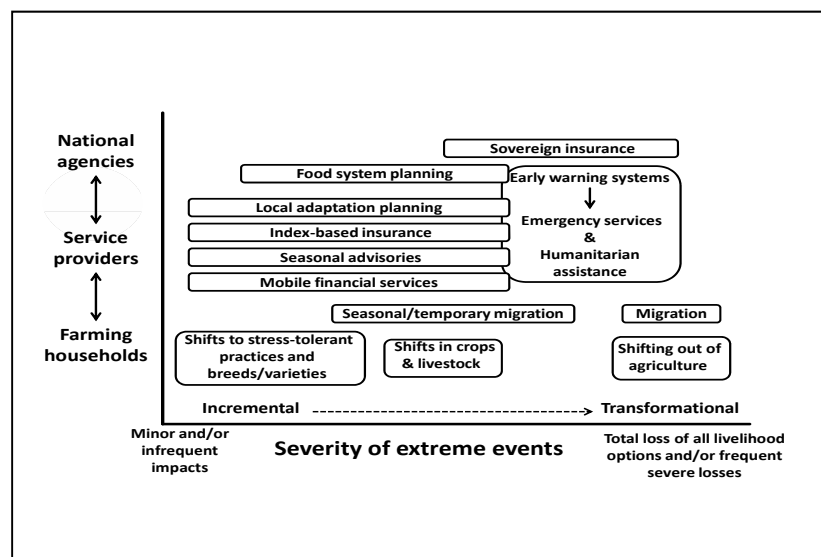 National
agencies
Service
providers
Farming
households
Sovereign insurance
Food system planning
Early warning systems
Emergency services
&
Humanitarian
assistance
Local adaptation planning
Index-based insurance
Seasonal advisories
Mobile financial services
Seasonal/temporary migration
Migration
Shifts to stress-tolerant
practices and
breeds/varieties
Shifts in crops
& livestock
Shifting out of
agriculture
Incremental
Transformational
Minor and/or
infrequent
impacts
Severity of extreme events
Total loss of all livelihood
options and/or frequent
severe losses